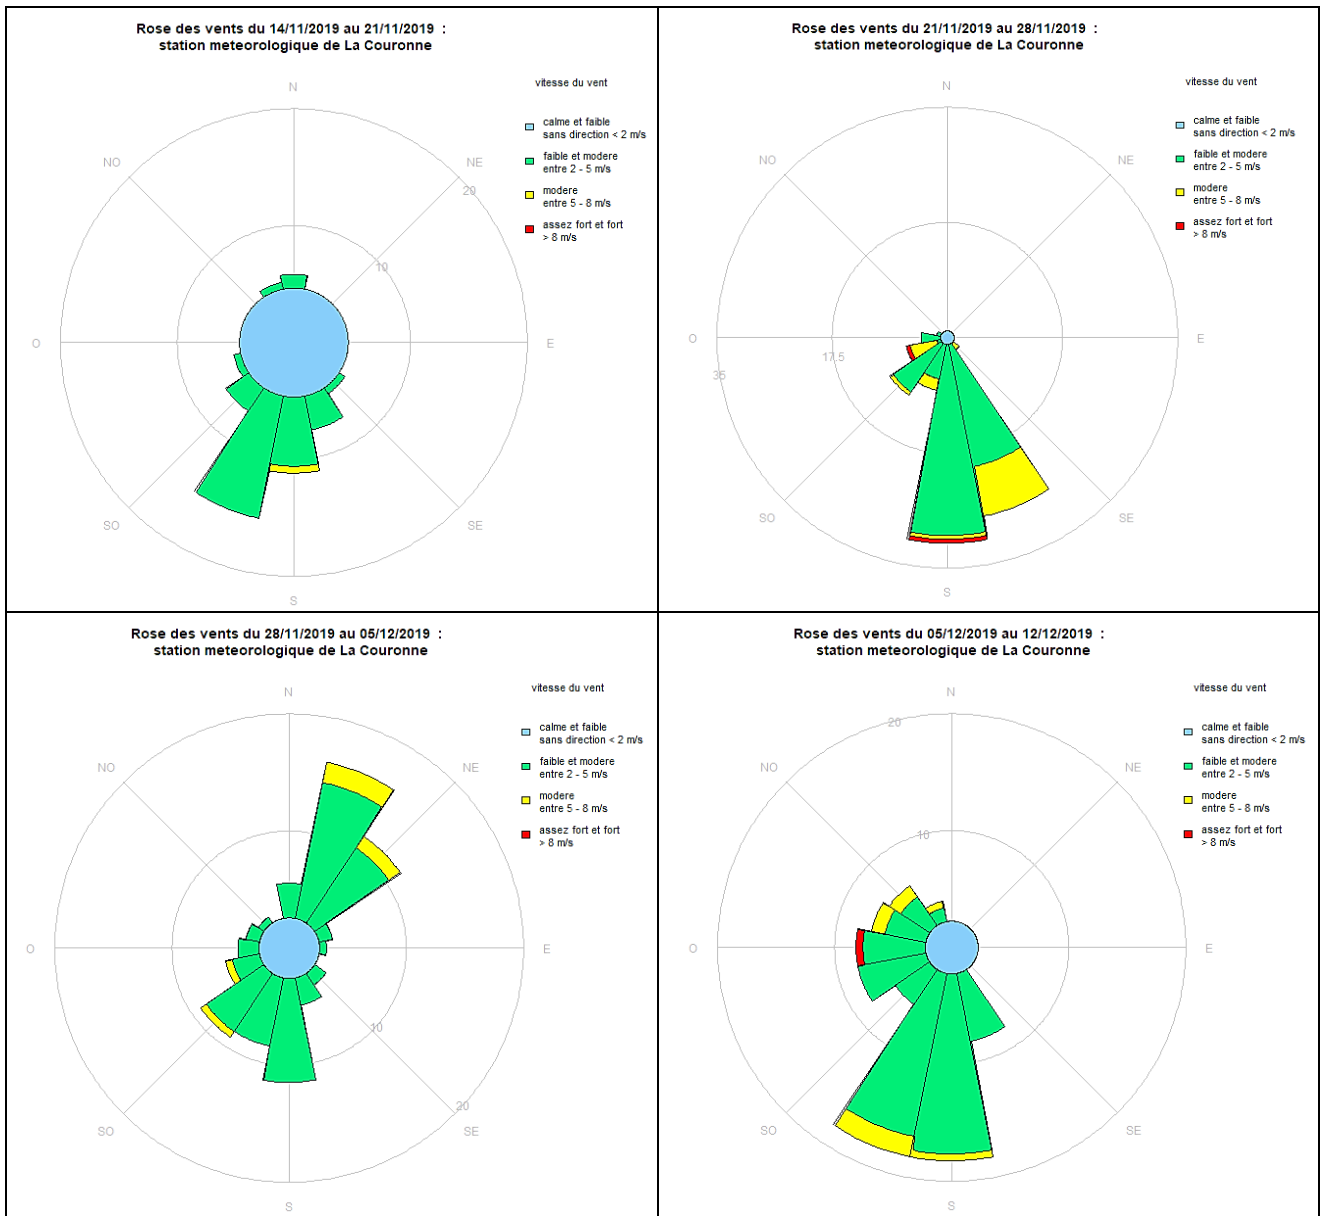 Rose des vents du 14/11/2019 au 21/11/2019 :
station meteorologique de La Couronne
vitesse du vent
calme et faible
sans direction < 2 m/s
faible et modere
entre 2 - 5 m/s
modere
entre 5 - 8 m/s
assez fort et fort
> 8 m/s
N
NO
NE
20
10
O
E
SO
SE
S
Rose des vents du 21/11/2019 au 28/11/2019 :
station meteorologique de La Couronne
vitesse du vent
calme et faible
sans direction < 2 m/s
faible et modere
entre 2 - 5 m/s
modere
entre 5 - 8 m/s
assez fort et fort
> 8 m/s
N
NO
NE
O
E
17.5
35
SO
SE
S
Rose des vents du 28/11/2019 au 05/12/2019 :
station meteorologique de La Couronne
vitesse du vent
calme et faible
sans direction < 2 m/s
faible et modere
entre 2 - 5 m/s
modere
entre 5 - 8 m/s
assez fort et fort
> 8 m/s
N
NO
NE
O
E
10
20
SO
SE
S
Rose des vents du 05/12/2019 au 12/12/2019 :
station meteorologique de La Couronne
vitesse du vent
calme et faible
sans direction < 2 m/s
faible et modere
entre 2 - 5 m/s
modere
entre 5 - 8 m/s
assez fort et fort
> 8 m/s
N
20
NO
NE
10
O
E
SO
SE
S